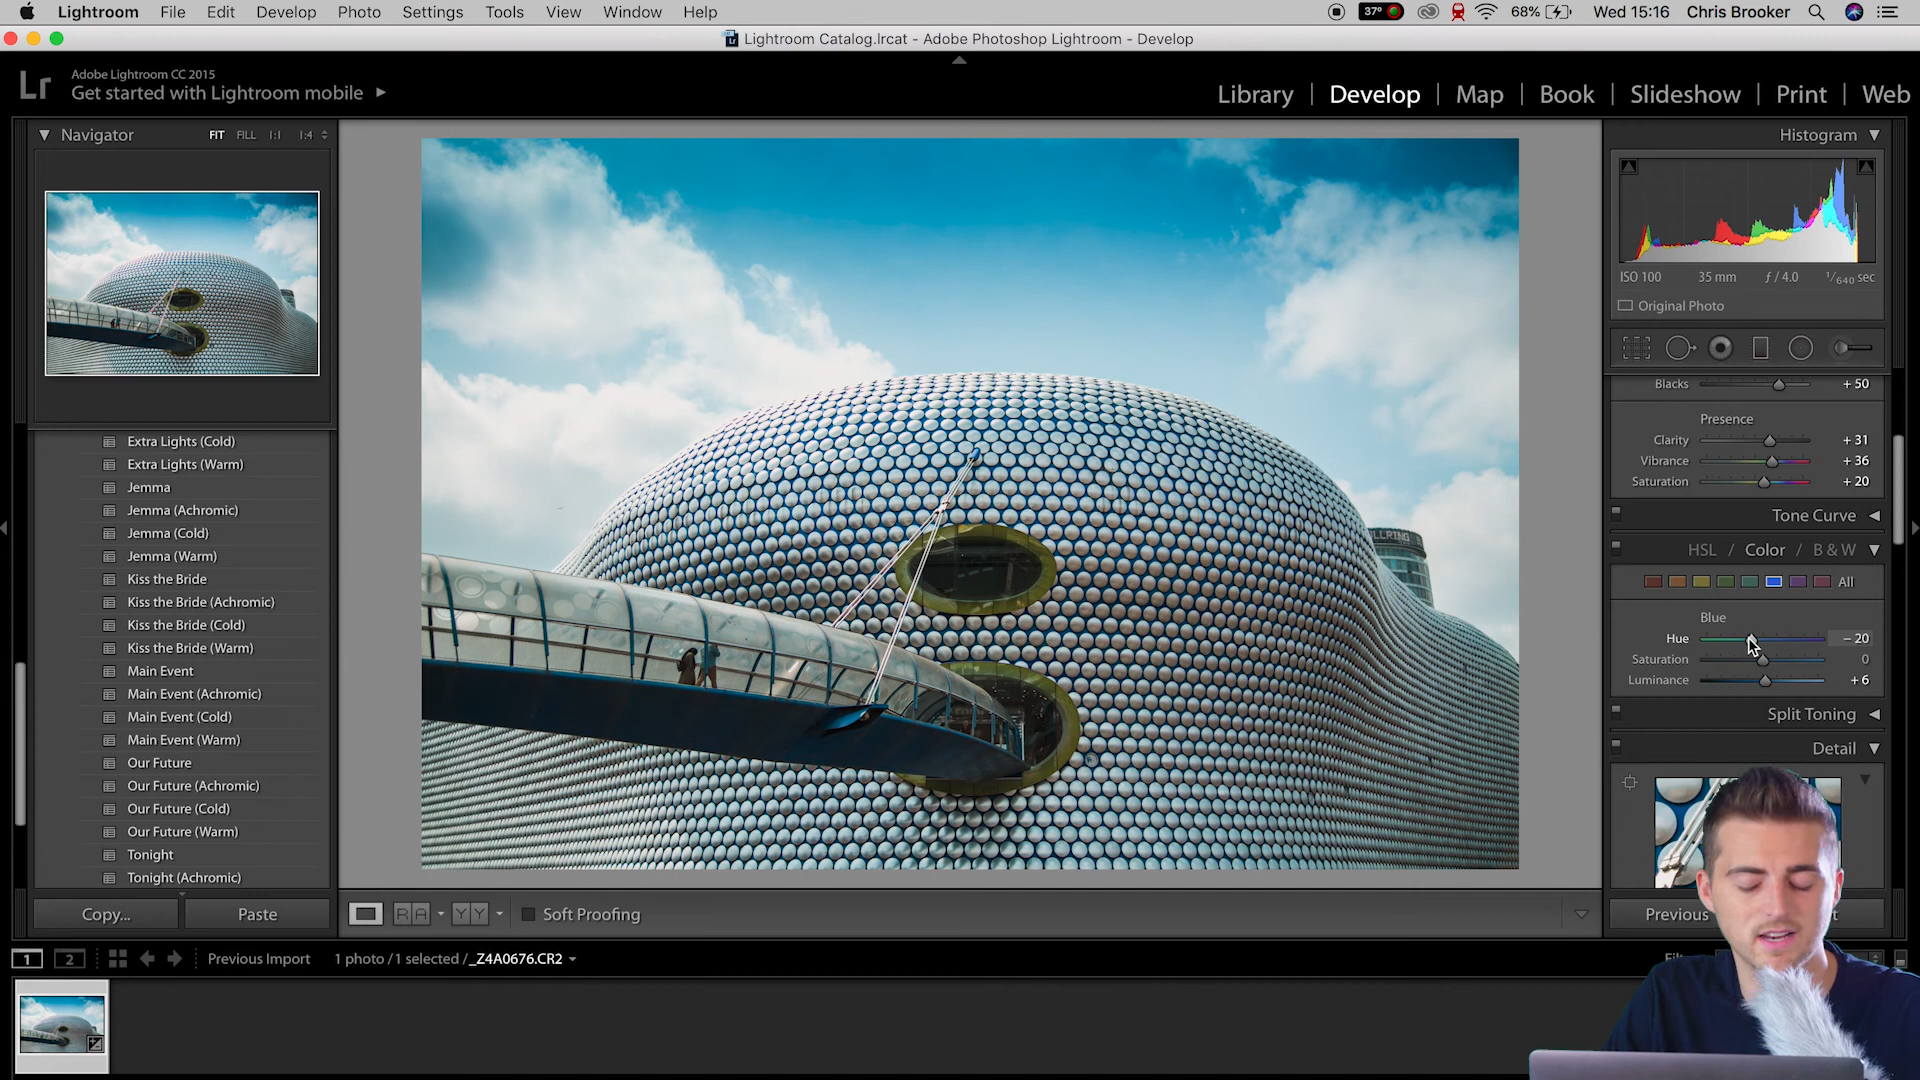 Lightroom File Edit Develop Photo Settings Tools View Window Help 37° 68% Wed 15:16 Chris Brooker
Lightroom Catalog.lrcat - Adobe Photoshop Lightroom - Develop
Lr
Adobe Lightroom CC 2015
Get started with Lightroom mobile
Library | Develop | Map | Book | Slideshow | Print | Web
Navigator FIT FILL 1:1 1:4
Extra Lights (Cold)
Extra Lights (Warm)
Jemma
Jemma (Achromic)
Jemma (Cold)
Jemma (Warm)
Kiss the Bride
Kiss the Bride (Achromic)
Kiss the Bride (Cold)
Kiss the Bride (Warm)
Main Event
Main Event (Achromic)
Main Event (Cold)
Main Event (Warm)
Our Future
Our Future (Achromic)
Our Future (Cold)
Our Future (Warm)
Tonight
Tonight (Achromic)
Copy... Paste
LLRING
RA YY Soft Proofing
Histogram
ISO 100 35 mm ƒ / 4.0 1/640 sec
Original Photo
Blacks + 50
Presence
Clarity + 31
Vibrance + 36
Saturation + 20
Tone Curve
HSL / Color / B & W
All
Blue
Hue − 20
Saturation 0
Luminance + 6
Split Toning
Detail
Previous
1 2 Previous Import 1 photo / 1 selected / _Z4A0676.CR2